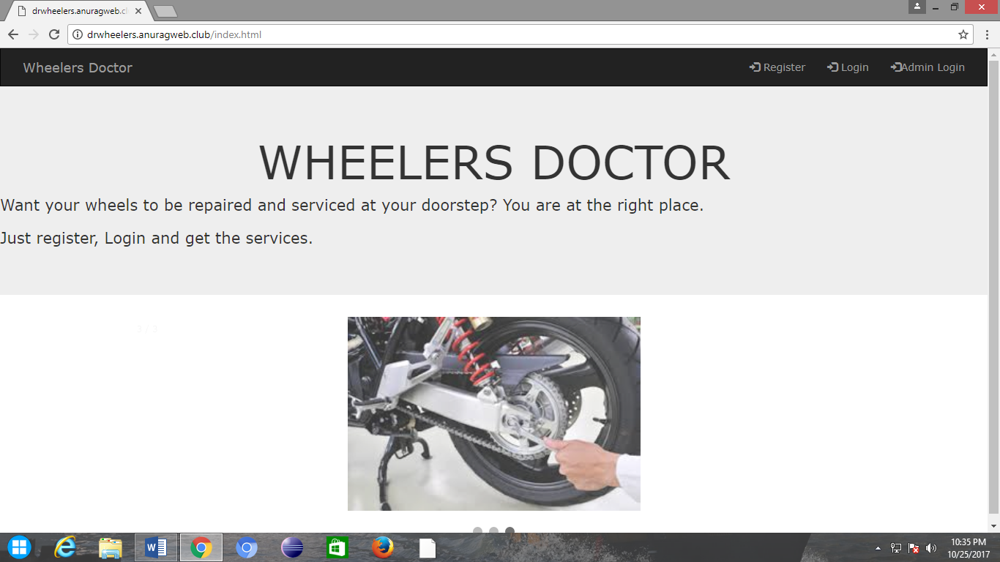 drwheelers.anuragweb.cl
drwheelers.anuragweb.club/index.html
Wheelers Doctor
Register
Login
Admin Login
WHEELERS DOCTOR
Want your wheels to be repaired and serviced at your doorstep? You are at the right place.
Just register, Login and get the services.
3 / 3
10:35 PM
10/25/2017